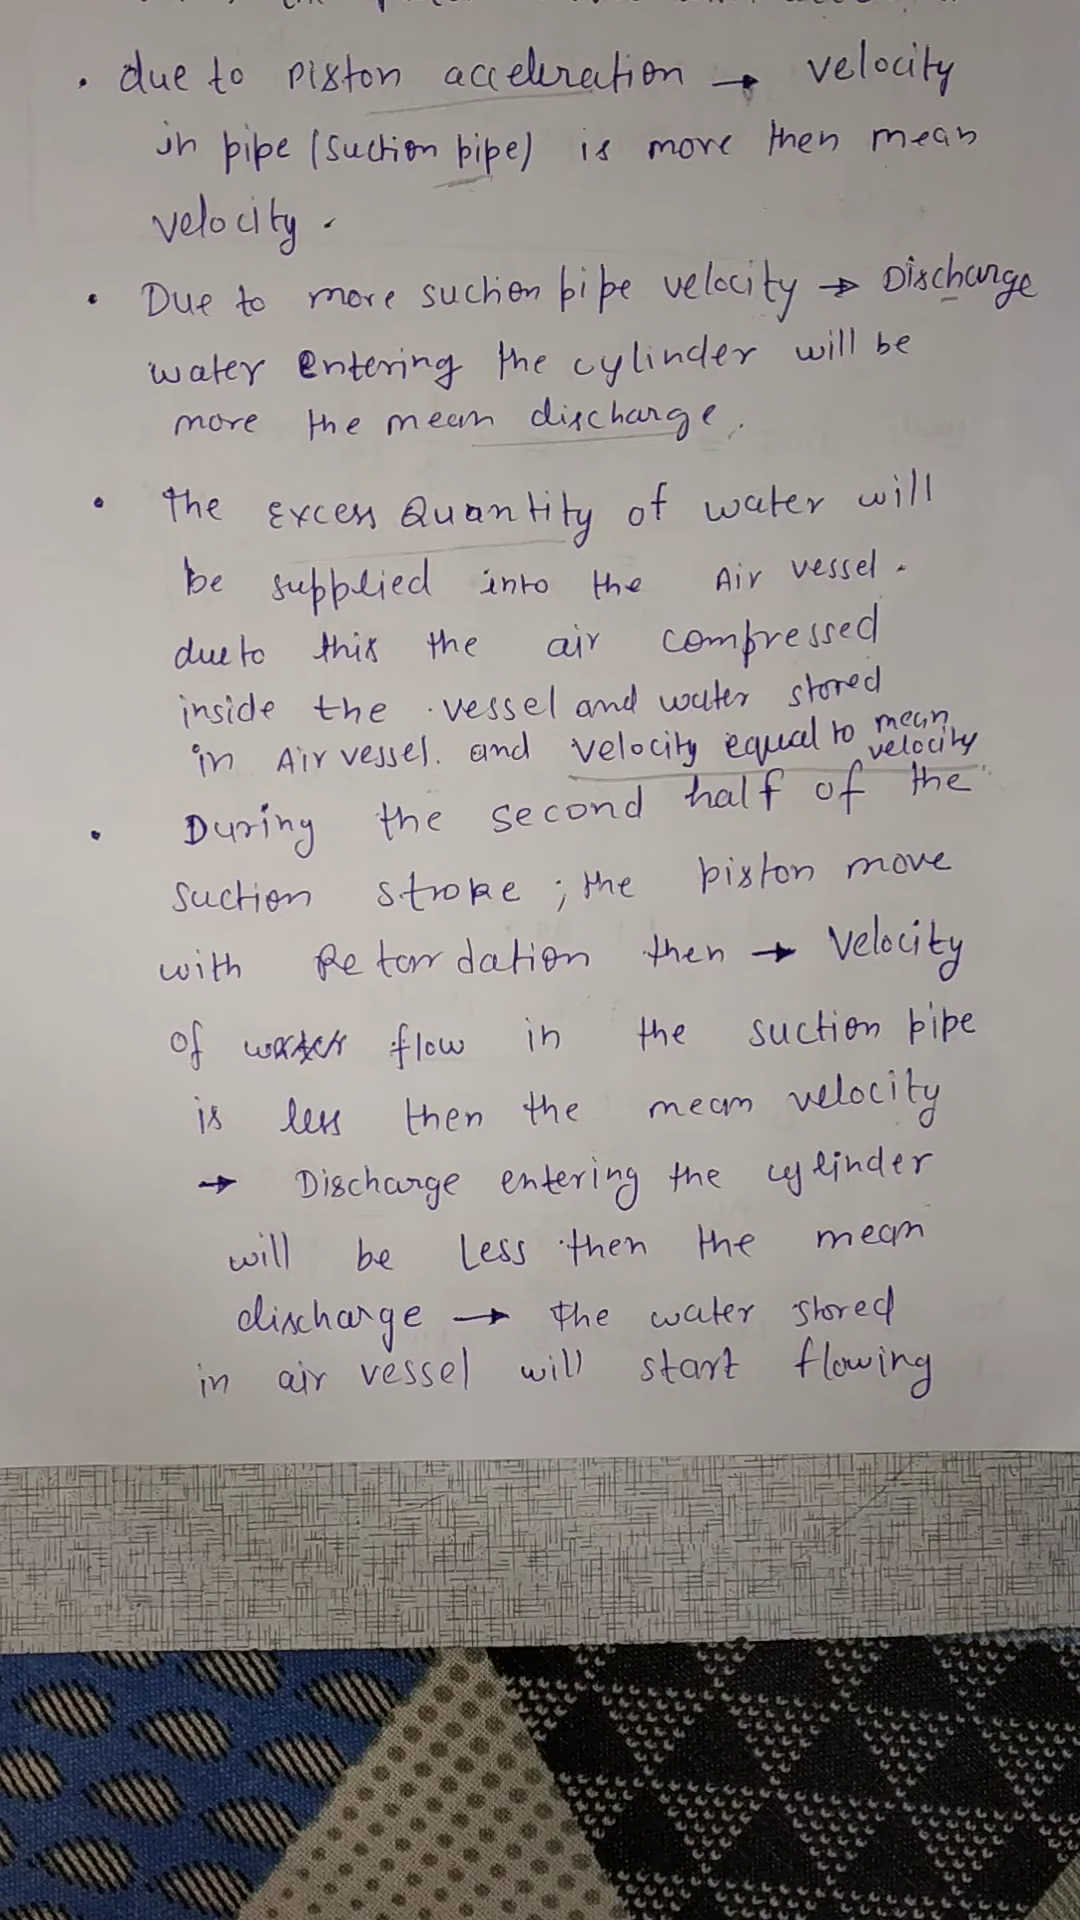 • due to piston acceleration → velocity
in pipe (suction pipe) is more then mean
velocity.
• Due to more suction pipe velocity → Discharge
water entering the cylinder will be
more the mean discharge.
• The excess Quantity of water will
be supplied into the Air vessel.
due to this the air compressed
inside the vessel and water stored
in Air vessel. and velocity equal to mean
velocity
• During the second half of the
suction stroke ; the piston move
with Retardation then → Velocity
of water flow in the suction pipe
is less then the mean velocity
→ Discharge entering the cylinder
will be Less then the mean
discharge → the water stored
in air vessel will start flowing